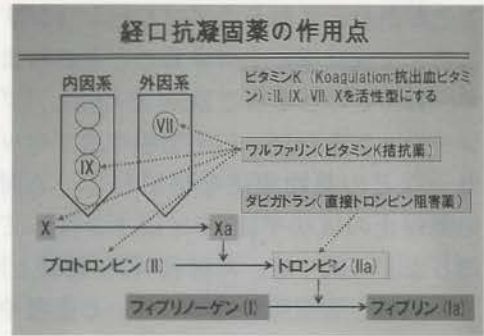 経口抗凝固薬の作用点
内因系
外因系
ビタミンK (Koagulation:抗出血ビタミ
ン):II, IX, VII, Xを活性型にする
VII
IX
ワルファリン(ビタミンK拮抗薬)
ダビガトラン(直接トロンビン阻害薬)
X
Xa
プロトロンビン(II)
トロンビン(IIa)
フィブリノーゲン(I)
フィブリン(Ia)